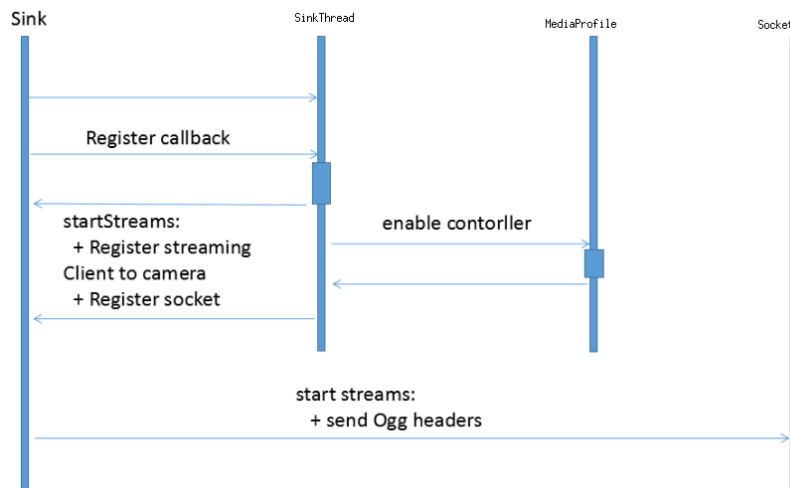 Sink
SinkThread
MediaProfile
Socket
Register callback
startStreams:
+ Register streaming
Client to camera
+ Register socket
enable contorller
start streams:
+ send Ogg headers